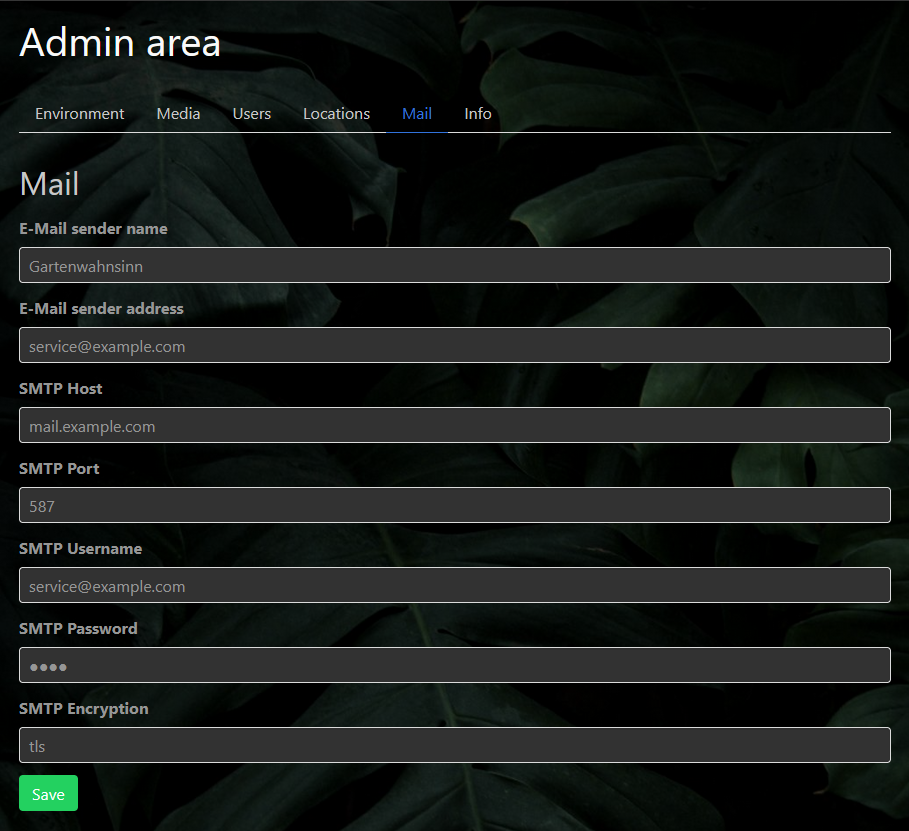 Admin area
Environment Media Users Locations Mail Info
Mail
E-Mail sender name
Gartenwahnsinn
E-Mail sender address
service@example.com
SMTP Host
mail.example.com
SMTP Port
587
SMTP Username
service@example.com
SMTP Password
●●●●
SMTP Encryption
tls
Save